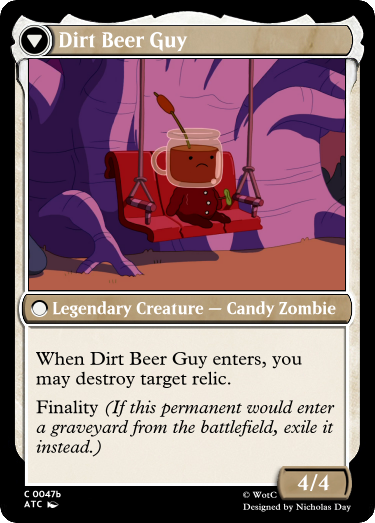 Dirt Beer Guy
Legendary Creature — Candy Zombie
When Dirt Beer Guy enters, you
may destroy target relic.
Finality (If this permanent would enter
a graveyard from the battlefield, exile it
instead.)
4/4
C 0047b
ATC
© WotC
Designed by Nicholas Day